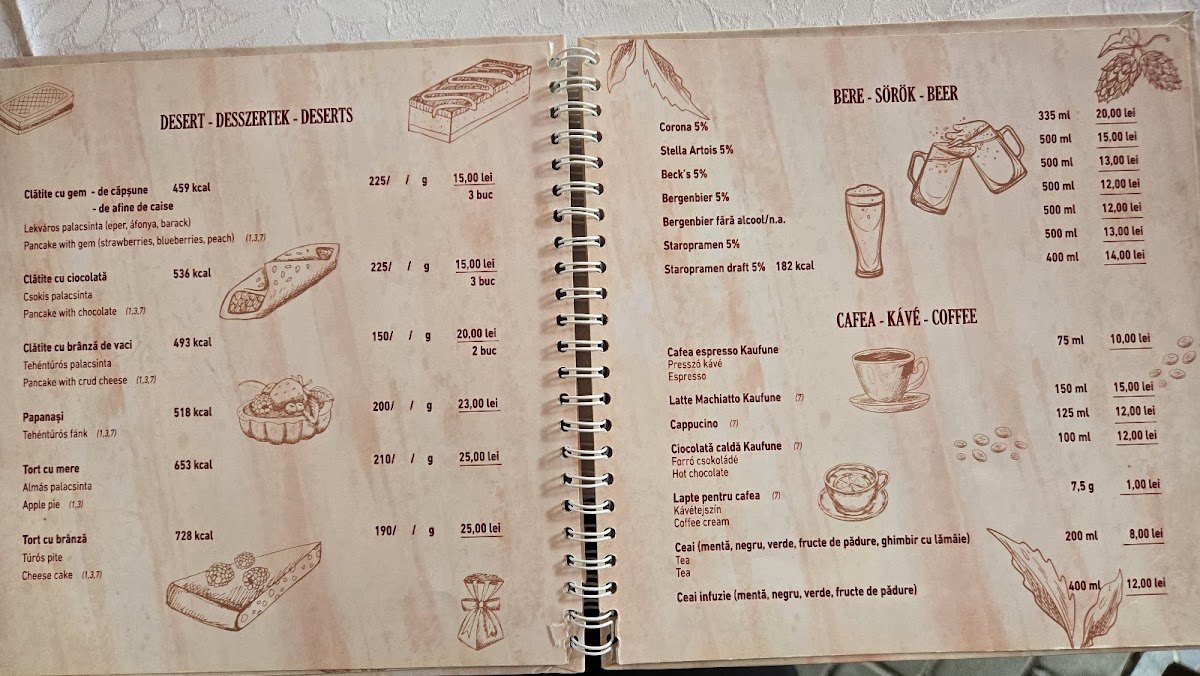 DESERT - DESSZERTEK - DESERTS
Clătite cu gem - de căpșune 459 kcal 225/ / g 15,00 lei
- de afine de caise 3 buc
Lekváros palacsinta (eper, áfonya, barack)
Pancake with gem (strawberries, blueberries, peach) (1,3,7)
Clătite cu ciocolată 536 kcal 225/ / g 15,00 lei
Csokis palacsinta 3 buc
Pancake with chocolate (1,3,7)
Clătite cu brânză de vaci 493 kcal 150/ / g 20,00 lei
Tehéntúrós palacsinta 2 buc
Pancake with crud cheese (1,3,7)
Papanași 518 kcal 200/ / g 23,00 lei
Tehéntúrós fánk (1,3,7)
Tort cu mere 653 kcal 210/ / g 25,00 lei
Almás palacsinta
Apple pie (1,3)
Tort cu brânză 728 kcal 190/ / g 25,00 lei
Túrós pite
Cheese cake (1,3,7)
BERE - SÖRÖK - BEER
Corona 5% 335 ml 20,00 lei
Stella Artois 5% 500 ml 15,00 lei
Beck's 5% 500 ml 13,00 lei
Bergenbier 5% 500 ml 12,00 lei
Bergenbier fără alcool/n.a. 500 ml 12,00 lei
Staropramen 5% 500 ml 13,00 lei
Staropramen draft 5% 182 kcal 400 ml 14,00 lei
CAFEA - KÁVÉ - COFFEE
Cafea espresso Kaufune 75 ml 10,00 lei
Presszó kávé
Espresso
Latte Machiatto Kaufune (7) 150 ml 15,00 lei
Cappucino (7) 125 ml 12,00 lei
Ciocolată caldă Kaufune (7) 100 ml 12,00 lei
Forró csokoládé
Hot chocolate
Lapte pentru cafea (7) 7,5 g 1,00 lei
Kávétejszín
Coffee cream
Ceai (mentă, negru, verde, fructe de pădure, ghimbir cu lămâie) 200 ml 8,00 lei
Tea
Tea
Ceai infuzie (mentă, negru, verde, fructe de pădure) 400 ml 12,00 lei